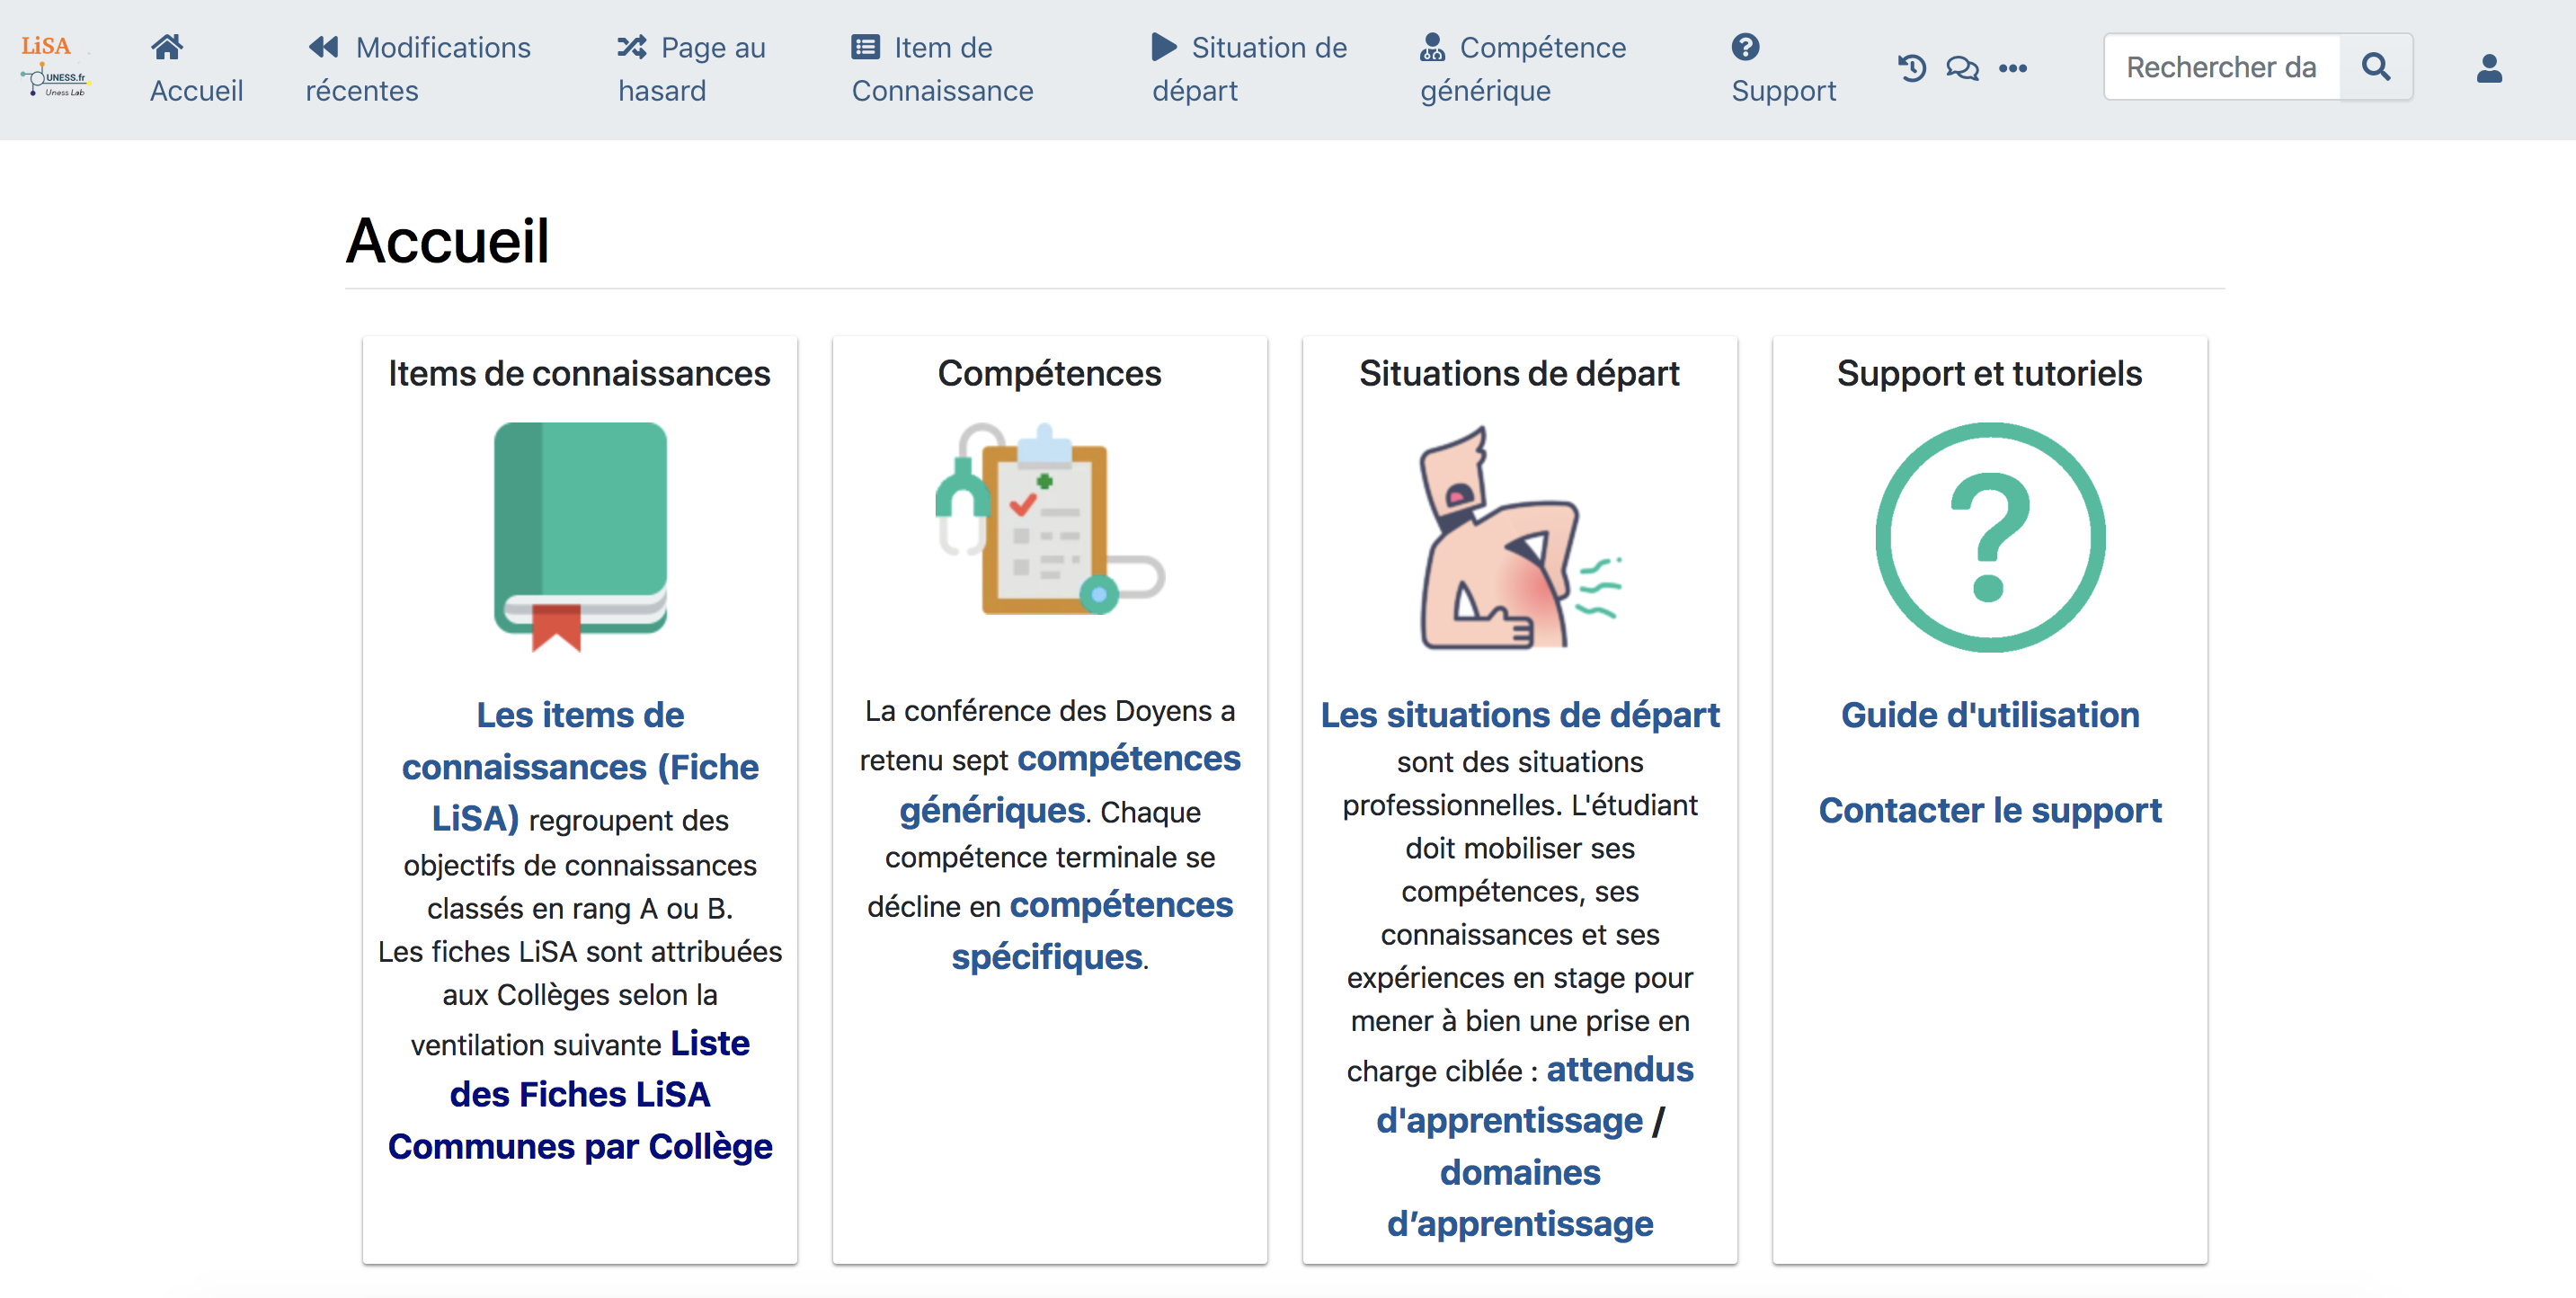 LiSA
UNESS.fr
Uness Lab
Accueil
Modifications
récentes
Page au
hasard
Item de
Connaissance
Situation de
départ
Compétence
générique
Support
Rechercher da
Accueil
Items de connaissances
Les items de
connaissances (Fiche
LiSA) regroupent des
objectifs de connaissances
classés en rang A ou B.
Les fiches LiSA sont attribuées
aux Collèges selon la
ventilation suivante Liste
des Fiches LiSA
Communes par Collège
Compétences
La conférence des Doyens a
retenu sept compétences
génériques. Chaque
compétence terminale se
décline en compétences
spécifiques.
Situations de départ
Les situations de départ
sont des situations
professionnelles. L'étudiant
doit mobiliser ses
compétences, ses
connaissances et ses
expériences en stage pour
mener à bien une prise en
charge ciblée : attendus
d'apprentissage /
domaines
d’apprentissage
Support et tutoriels
Guide d'utilisation
Contacter le support